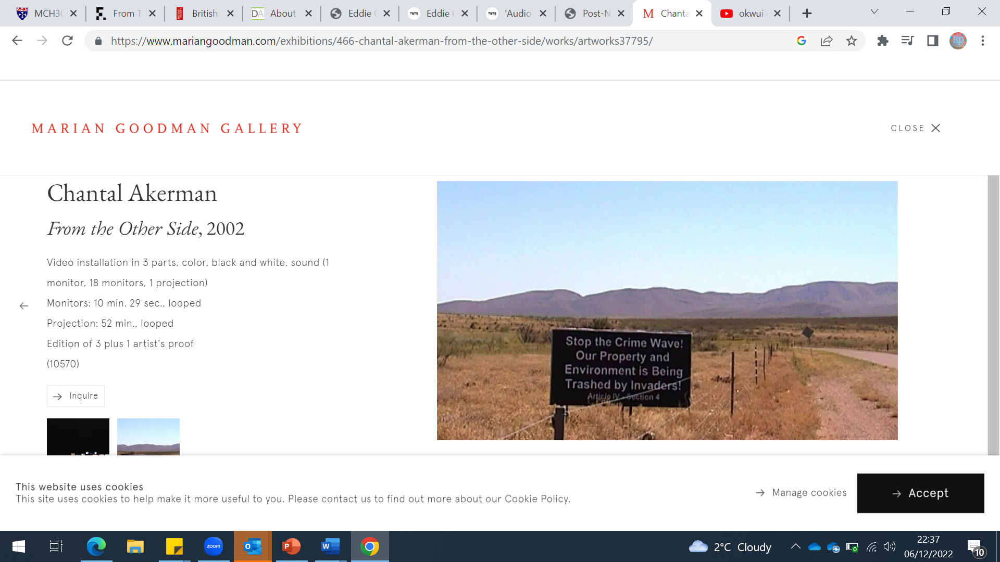 MCH3
From T
British
About
Eddie
Eddie
'Audio
Post-N
Chanta
okwui
https://www.mariangoodman.com/exhibitions/466-chantal-akerman-from-the-other-side/works/artworks37795/
MARIAN GOODMAN GALLERY
CLOSE
Chantal Akerman
From the Other Side, 2002
Video installation in 3 parts, color, black and white, sound (1
monitor, 18 monitors, 1 projection)
Monitors: 10 min. 29 sec., looped
Projection: 52 min., looped
Edition of 3 plus 1 artist's proof
(10570)
Inquire
Stop the Crime Wave!
Our Property and
Environment is Being
Trashed by Invaders!
Article IV - Section 4
This website uses cookies
This site uses cookies to help make it more useful to you. Please contact us to find out more about our Cookie Policy.
Manage cookies
Accept
zoom
2°C Cloudy
22:37
06/12/2022
10